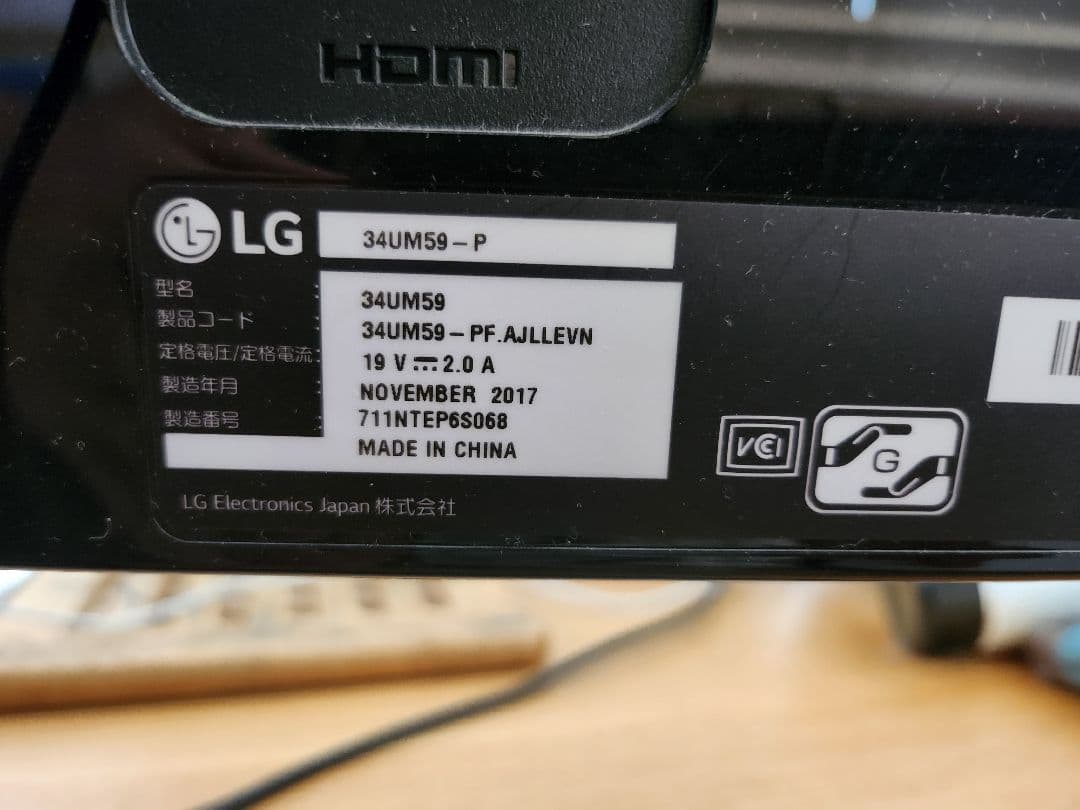 HDMI
LG 34UM59-P
型名 : 34UM59
製品コード : 34UM59-PF.AJLLEVN
定格電圧/定格電流 : 19 V ⎓ 2.0 A
製造年月 : NOVEMBER 2017
製造番号 : 711NTEP6S068
MADE IN CHINA
VCI
G
LG Electronics Japan 株式会社